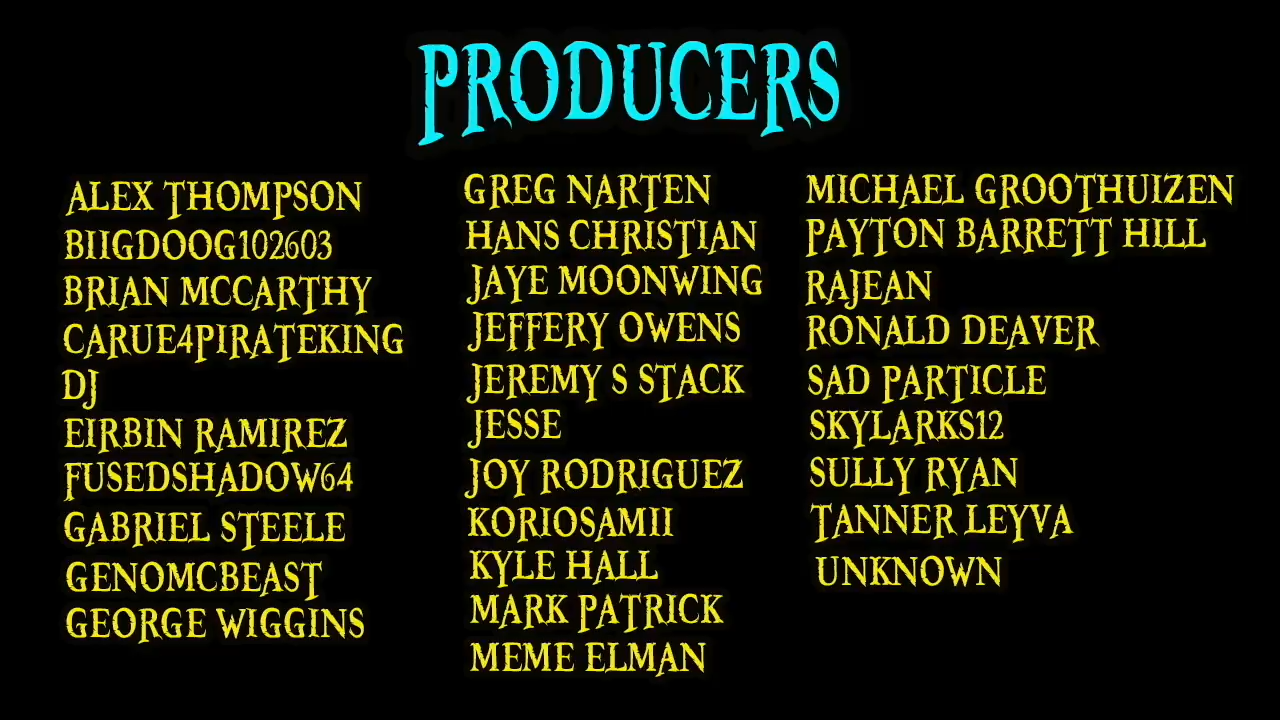 PRODUCERS
ALEX THOMPSON
BIIGDOOG102603
BRIAN MCCARTHY
CARUE4PIRATEKING
DJ
EIRBIN RAMIREZ
FUSEDSHADOW64
GABRIEL STEELE
GENOMCBEAST
GEORGE WIGGINS
GREG NARTEN
HANS CHRISTIAN
JAYE MOONWING
JEFFERY OWENS
JEREMY S STACK
JESSE
JOY RODRIGUEZ
KORIOSAMII
KYLE HALL
MARK PATRICK
MEME ELMAN
MICHAEL GROOTHUIZEN
PAYTON BARRETT HILL
RAJEAN
RONALD DEAVER
SAD PARTICLE
SKYLARKS12
SULLY RYAN
TANNER LEYVA
UNKNOWN